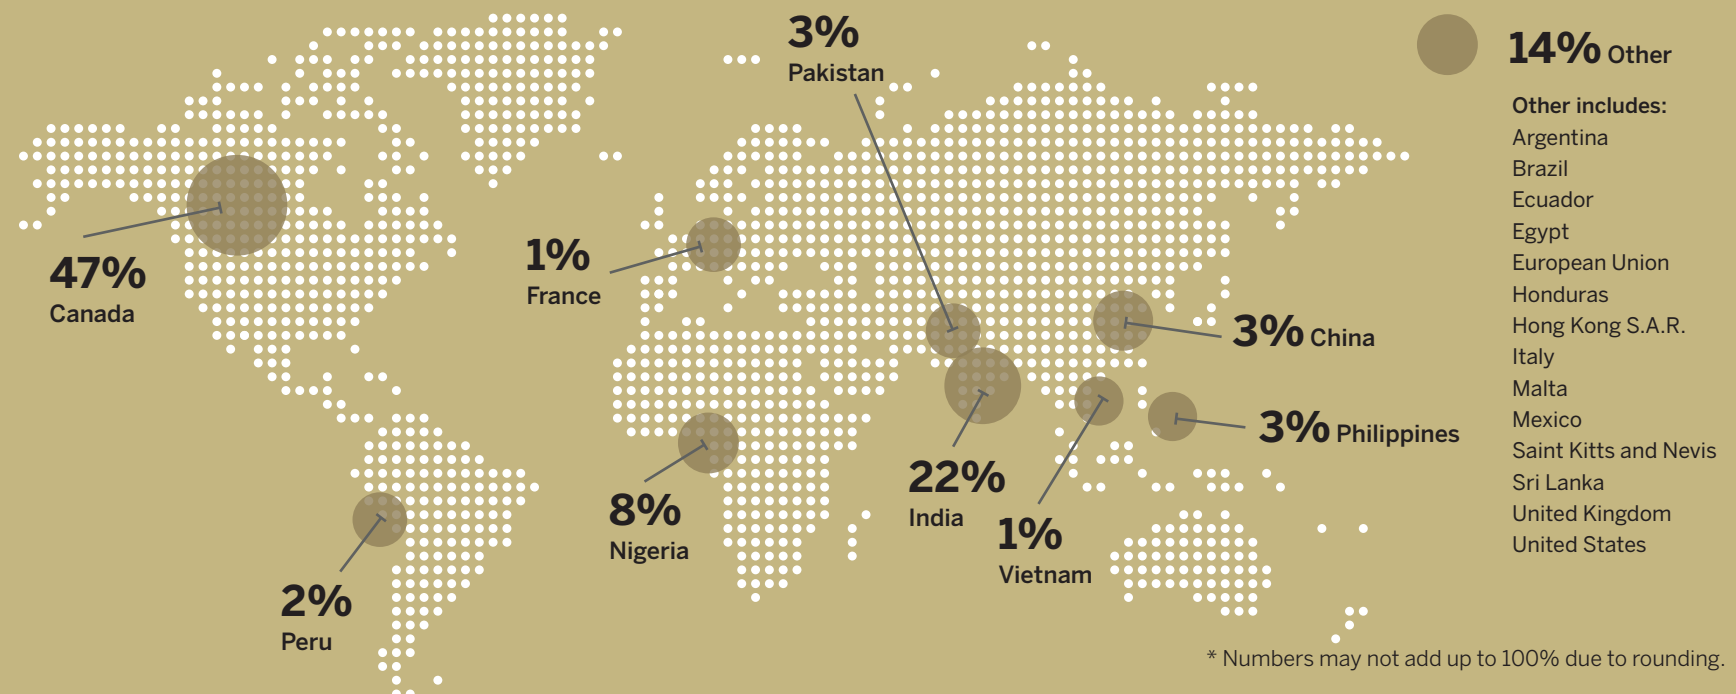 3%
Pakistan
14% Other
Other includes:
Argentina
Brazil
Ecuador
Egypt
European Union
Honduras
Hong Kong S.A.R.
Italy
Malta
Mexico
Saint Kitts and Nevis
Sri Lanka
United Kingdom
United States
47%
Canada
1%
France
3% China
3% Philippines
8%
Nigeria
22%
India
1%
Vietnam
2%
Peru
* Numbers may not add up to 100% due to rounding.